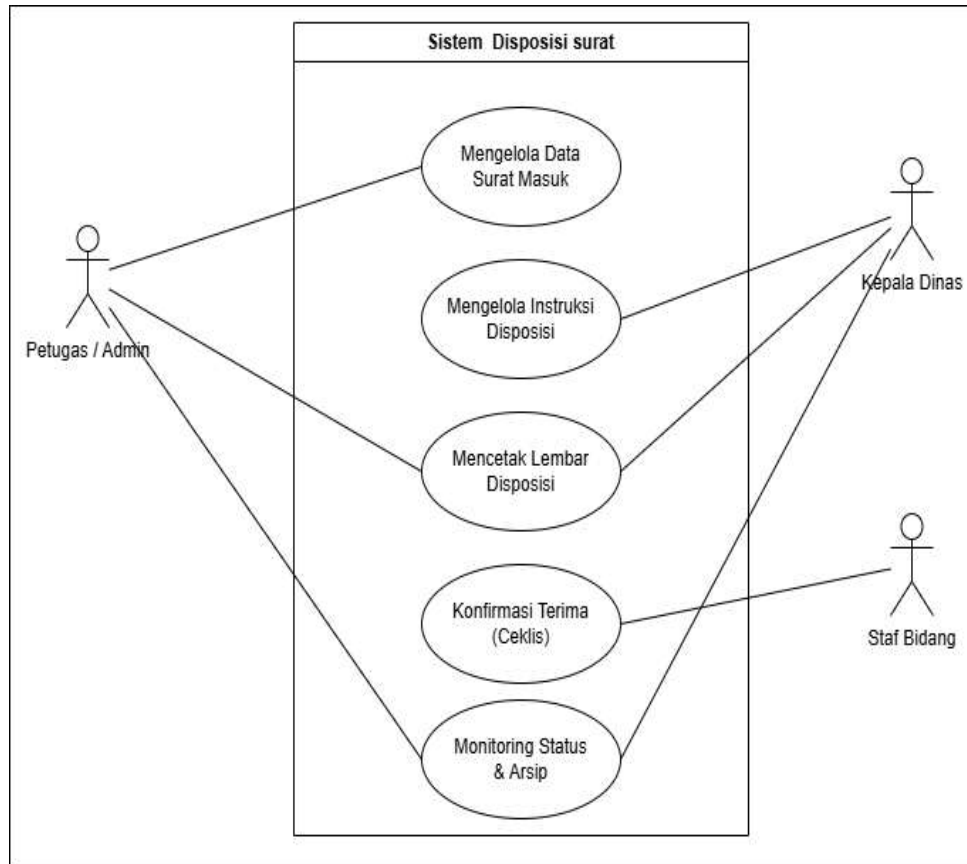 Sistem Disposisi surat
Mengelola Data
Surat Masuk
Kepala Dinas
Mengelola Instruksi
Disposisi
Petugas / Admin
Mencetak Lembar
Disposisi
Konfirmasi Terima
(Ceklis)
Staf Bidang
Monitoring Status
& Arsip